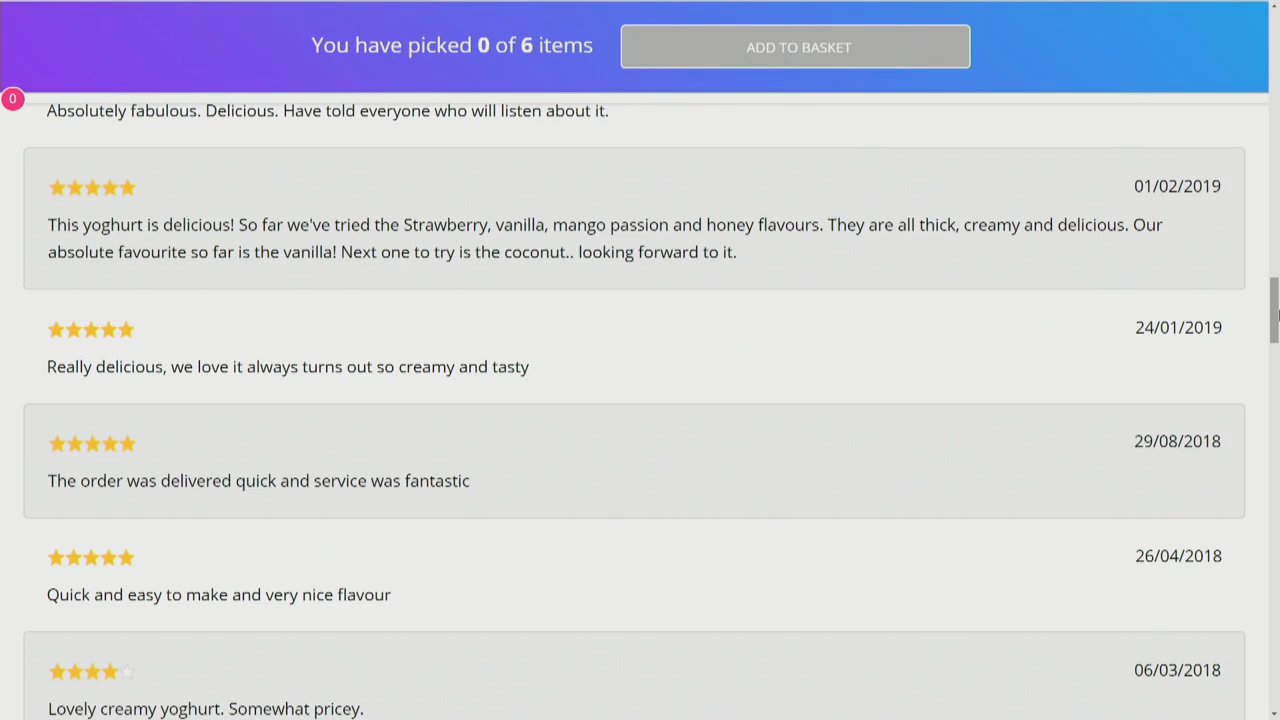 You have picked 0 of 6 items
ADD TO BASKET
0
Absolutely fabulous. Delicious. Have told everyone who will listen about it.
01/02/2019
This yoghurt is delicious! So far we've tried the Strawberry, vanilla, mango passion and honey flavours. They are all thick, creamy and delicious. Our
absolute favourite so far is the vanilla! Next one to try is the coconut.. looking forward to it.
24/01/2019
Really delicious, we love it always turns out so creamy and tasty
29/08/2018
The order was delivered quick and service was fantastic
26/04/2018
Quick and easy to make and very nice flavour
06/03/2018
Lovely creamy yoghurt. Somewhat pricey.